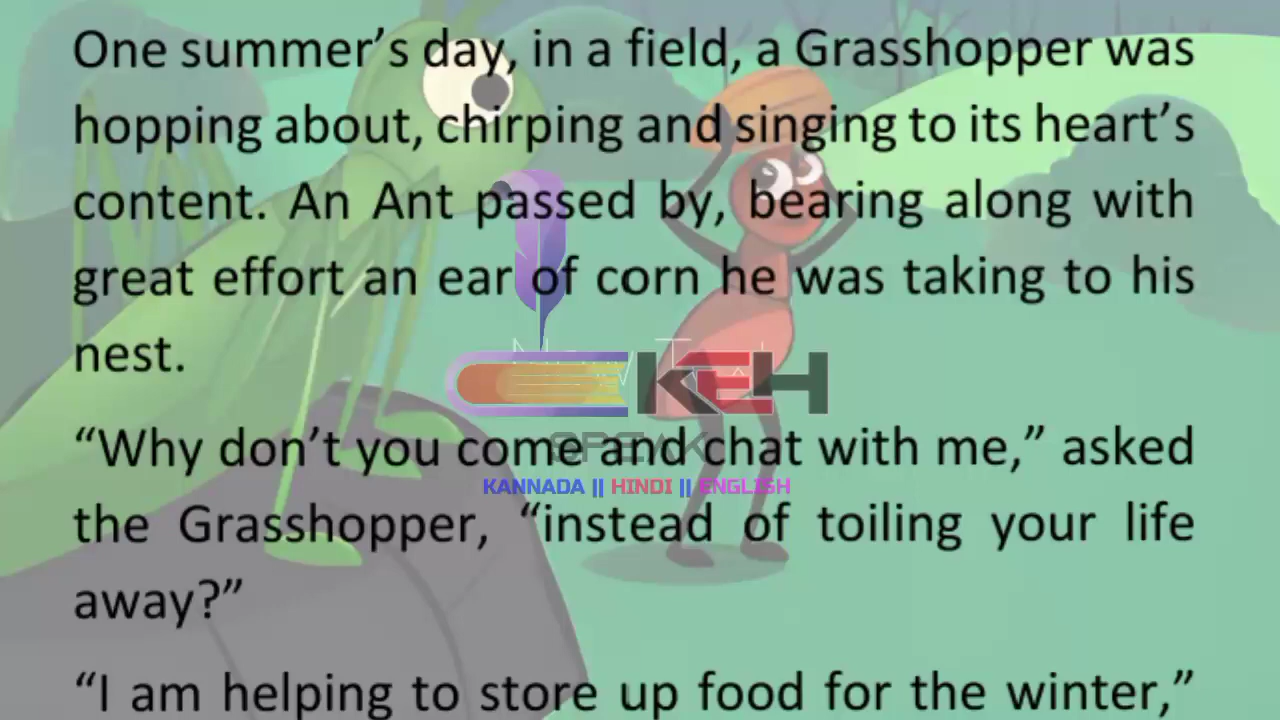 One summer’s day, in a field, a Grasshopper was
hopping about, chirping and singing to its heart’s
content. An Ant passed by, bearing along with
great effort an ear of corn he was taking to his
nest.
KEH
SPEAK
“Why don’t you come and chat with me,” asked
KANNADA || HINDI || ENGLISH
the Grasshopper, “instead of toiling your life
away?”
“I am helping to store up food for the winter,”